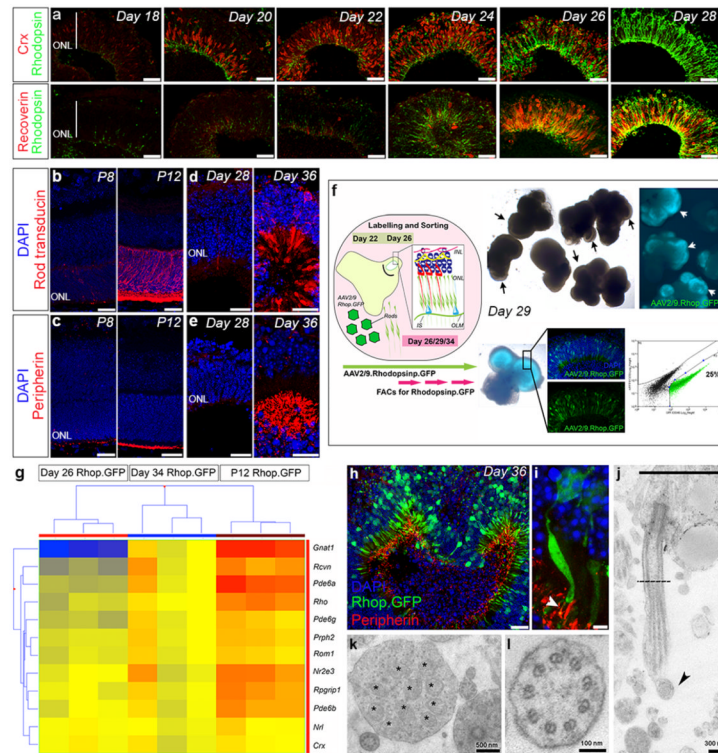 a
Crx
Rhodopsin
Day 18
Day 20
Day 22
Day 24
Day 26
Day 28
ONL
Recoverin
Rhodopsin
ONL
b
P8
P12
d
Day 28
Day 36
DAPI
Rod transducin
ONL
ONL
c
P8
P12
e
Day 28
Day 36
DAPI
Peripherin
ONL
f
Labelling and Sorting
Day 22 Day 26
INL
ONL
AAV2/9
Rhop.GFP
Rods
IS
OLM
Day 26/29/34
AAV2/9.Rhodopsinp.GFP
FACs for Rhodopsinp.GFP
Day 29
AAV2/9.Rhop.GFP
AAV2/9.Rhop.GFP
AAV2/9.Rhop.GFP
25%
g
Day 26 Rhop.GFP
Day 34 Rhop.GFP
P12 Rhop.GFP
Gnat1
Rcvn
Pde6a
Rho
Pde6g
Prph2
Rom1
Nr2e3
Rpgrip1
Pde6b
Nrl
Crx
h
Day 36
DAPI
Rhop.GFP
Peripherin
i
j
300
k
500 nm
l
100 nm